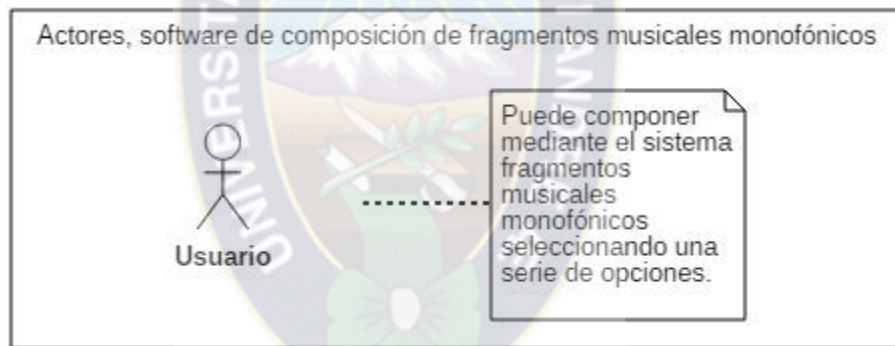 Actores, software de composición de fragmentos musicales monofónicos
Puede componer
mediante el sistema
fragmentos
musicales
monofónicos
seleccionando una
serie de opciones.
Usuario